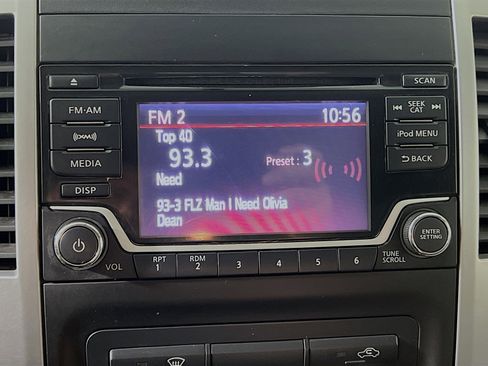 SCAN
FM·AM
SEEK
CAT
FM 2 10:56
Top 40
XM
93.3 Preset : 3
iPod MENU
MEDIA
BACK
Need
DISP
93-3 FLZ Man I Need Olivia
Dean
ENTER
SETTING
VOL
RPT
1
RDM
2
3
4
5
6
TUNE
SCROLL